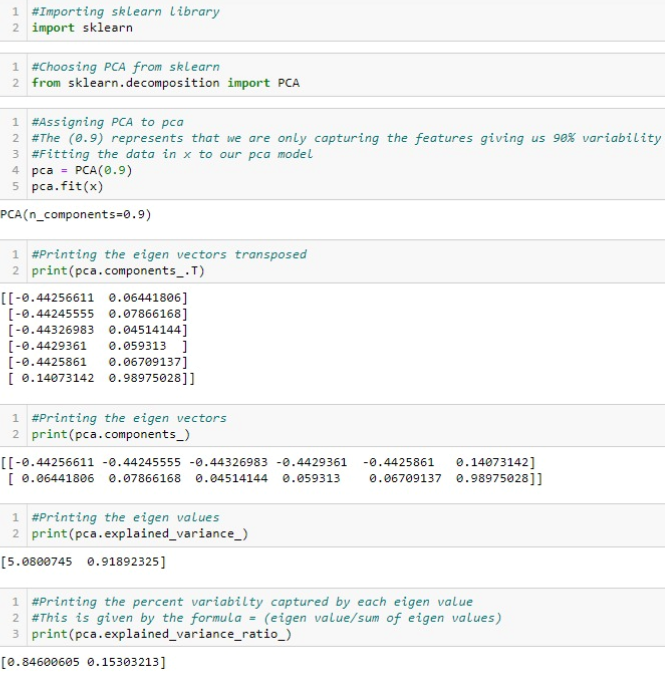 1 #Importing sklearn library
2 import sklearn
1 #Choosing PCA from sklearn
2 from sklearn.decomposition import PCA
1 #Assigning PCA to pca
2 #The (0.9) represents that we are only capturing the features giving us 90% variability
3 #Fitting the data in x to our pca model
4 pca = PCA(0.9)
5 pca.fit(x)
PCA(n_components=0.9)
1 #Printing the eigen vectors transposed
2 print(pca.components_.T)
[[-0.44256611 0.06441806]
[-0.44245555 0.07866168]
[-0.44326983 0.04514144]
[-0.4429361 0.059313 ]
[-0.4425861 0.06709137]
[ 0.14073142 0.98975028]]
1 #Printing the eigen vectors
2 print(pca.components_)
[[-0.44256611 -0.44245555 -0.44326983 -0.4429361 -0.4425861 0.14073142]
[ 0.06441806 0.07866168 0.04514144 0.059313 0.06709137 0.98975028]]
1 #Printing the eigen values
2 print(pca.explained_variance_)
[5.0800745 0.91892325]
1 #Printing the percent variabilty captured by each eigen value
2 #This is given by the formula = (eigen value/sum of eigen values)
3 print(pca.explained_variance_ratio_)
[0.84600605 0.15303213]